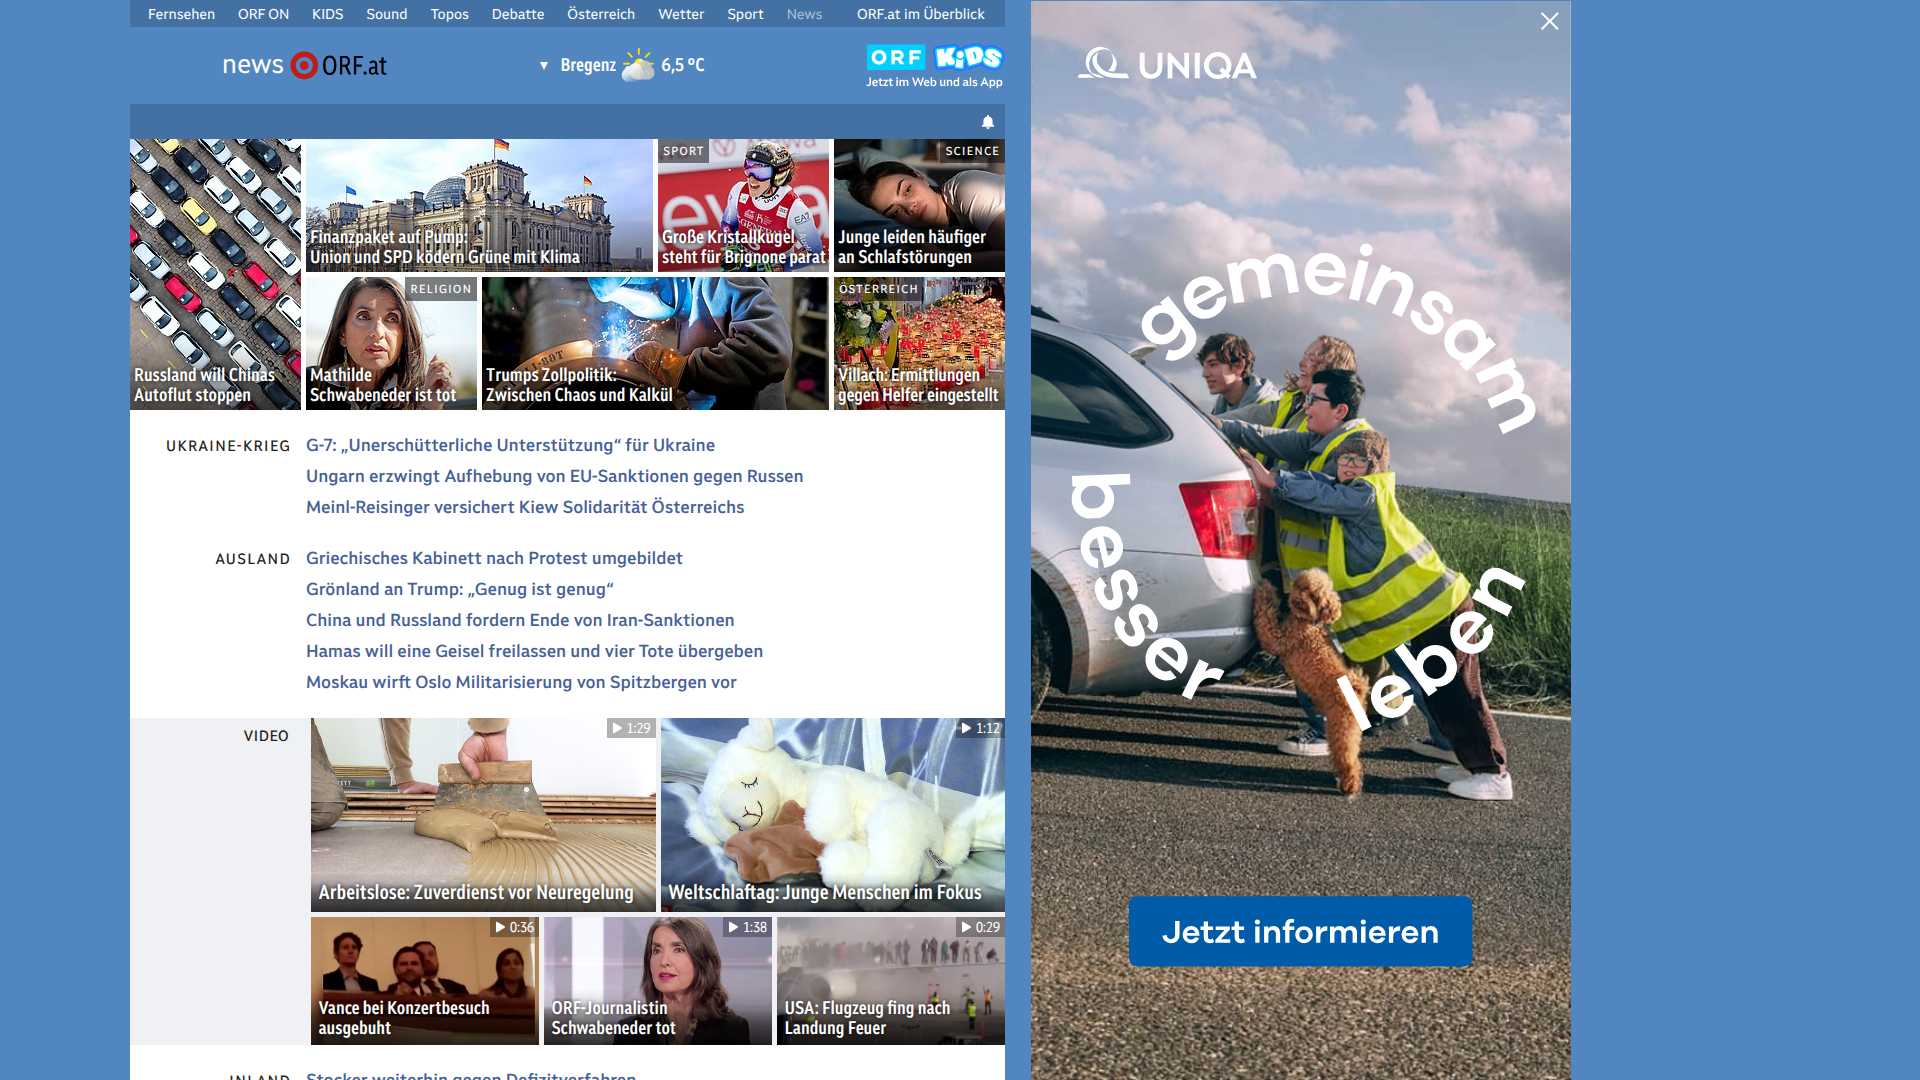 Fernsehen ORF ON KIDS Sound Topos Debatte Österreich Wetter Sport News ORF.at im Überblick
news ORF.at
Bregenz 6,5 °C
ORF KiDS
Jetzt im Web und als App
Russland will Chinas
Autoflut stoppen
Finanzpaket auf Pump:
Union und SPD ködern Grüne mit Klima
SPORT
Große Kristallkugel
steht für Brignone parat
SCIENCE
Junge leiden häufiger
an Schlafstörungen
RELIGION
Mathilde
Schwabeneder ist tot
Trumps Zollpolitik:
Zwischen Chaos und Kalkül
ÖSTERREICH
Villach: Ermittlungen
gegen Helfer eingestellt
UKRAINE-KRIEG
G-7: „Unerschütterliche Unterstützung“ für Ukraine
Ungarn erzwingt Aufhebung von EU-Sanktionen gegen Russen
Meinl-Reisinger versichert Kiew Solidarität Österreichs
AUSLAND
Griechisches Kabinett nach Protest umgebildet
Grönland an Trump: „Genug ist genug“
China und Russland fordern Ende von Iran-Sanktionen
Hamas will eine Geisel freilassen und vier Tote übergeben
Moskau wirft Oslo Militarisierung von Spitzbergen vor
VIDEO
1:29
Arbeitslose: Zuverdienst vor Neuregelung
1:12
Weltschlaftag: Junge Menschen im Fokus
0:36
Vance bei Konzertbesuch
ausgebuht
1:38
ORF-Journalistin
Schwabeneder tot
0:29
USA: Flugzeug fing nach
Landung Feuer
INLAND
Stocker weiterhin gegen Defizitverfahren
UNIQA
gemeinsam
besser
leben
Jetzt informieren